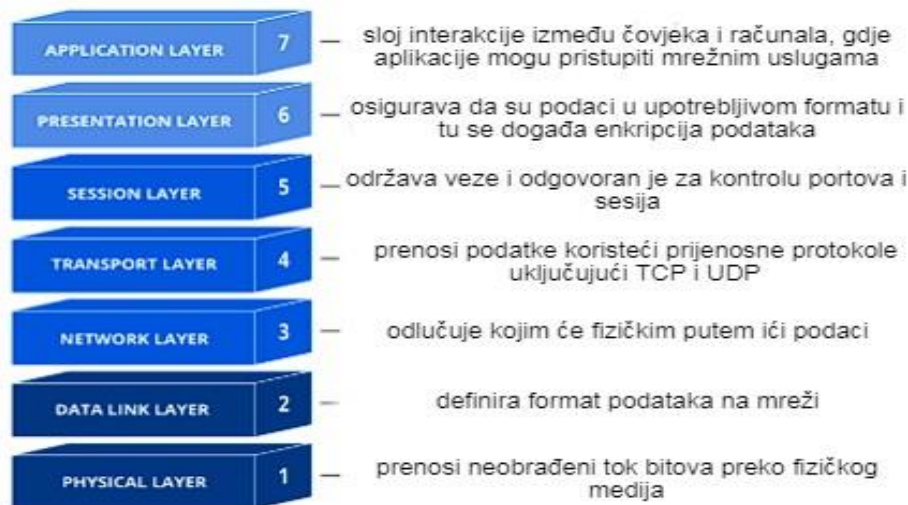 APPLICATION LAYER 7 — sloj interakcije između čovjeka i računala, gdje
aplikacije mogu pristupiti mrežnim uslugama
PRESENTATION LAYER 6 — osigurava da su podaci u upotrebljivom formatu i
tu se događa enkripcija podataka
SESSION LAYER 5 — održava veze i odgovoran je za kontrolu portova i
sesija
TRANSPORT LAYER 4 — prenosi podatke koristeći prijenosne protokole
uključujući TCP i UDP
NETWORK LAYER 3 — odlučuje kojim će fizičkim putem ići podaci
DATA LINK LAYER 2 — definira format podataka na mreži
PHYSICAL LAYER 1 — prenosi neobrađeni tok bitova preko fizičkog
medija